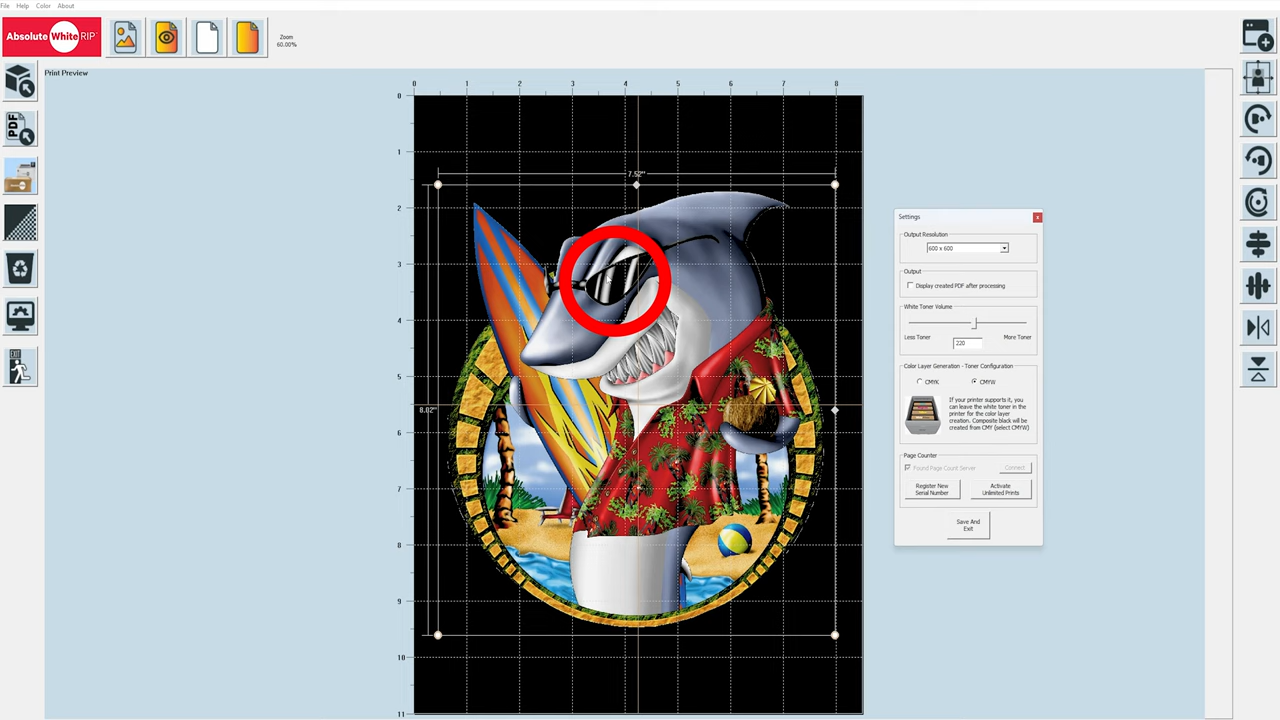 File Help Color About
Absolute White RIP
Zoom
60.00%
Print Preview
0 1 2 3 4 5 6 7 8
0
1
2
3
4
5
6
7
8
9
10
11
7.52"
8.02"
PDF
EXIT
Settings
x
Output Resolution
600 x 600
Output
Display created PDF after processing
White Toner Volume
Less Toner
220
More Toner
Color Layer Generation - Toner Configuration
CMYK
CMYW
If your printer supports it, you
can leave the white toner in the
printer for the color layer
creation. Composite black will be
created from CMY (select CMYW)
Page Counter
Found Page Count Server
Connect
Register New
Serial Number
Activate
Unlimited Prints
Save And
Exit